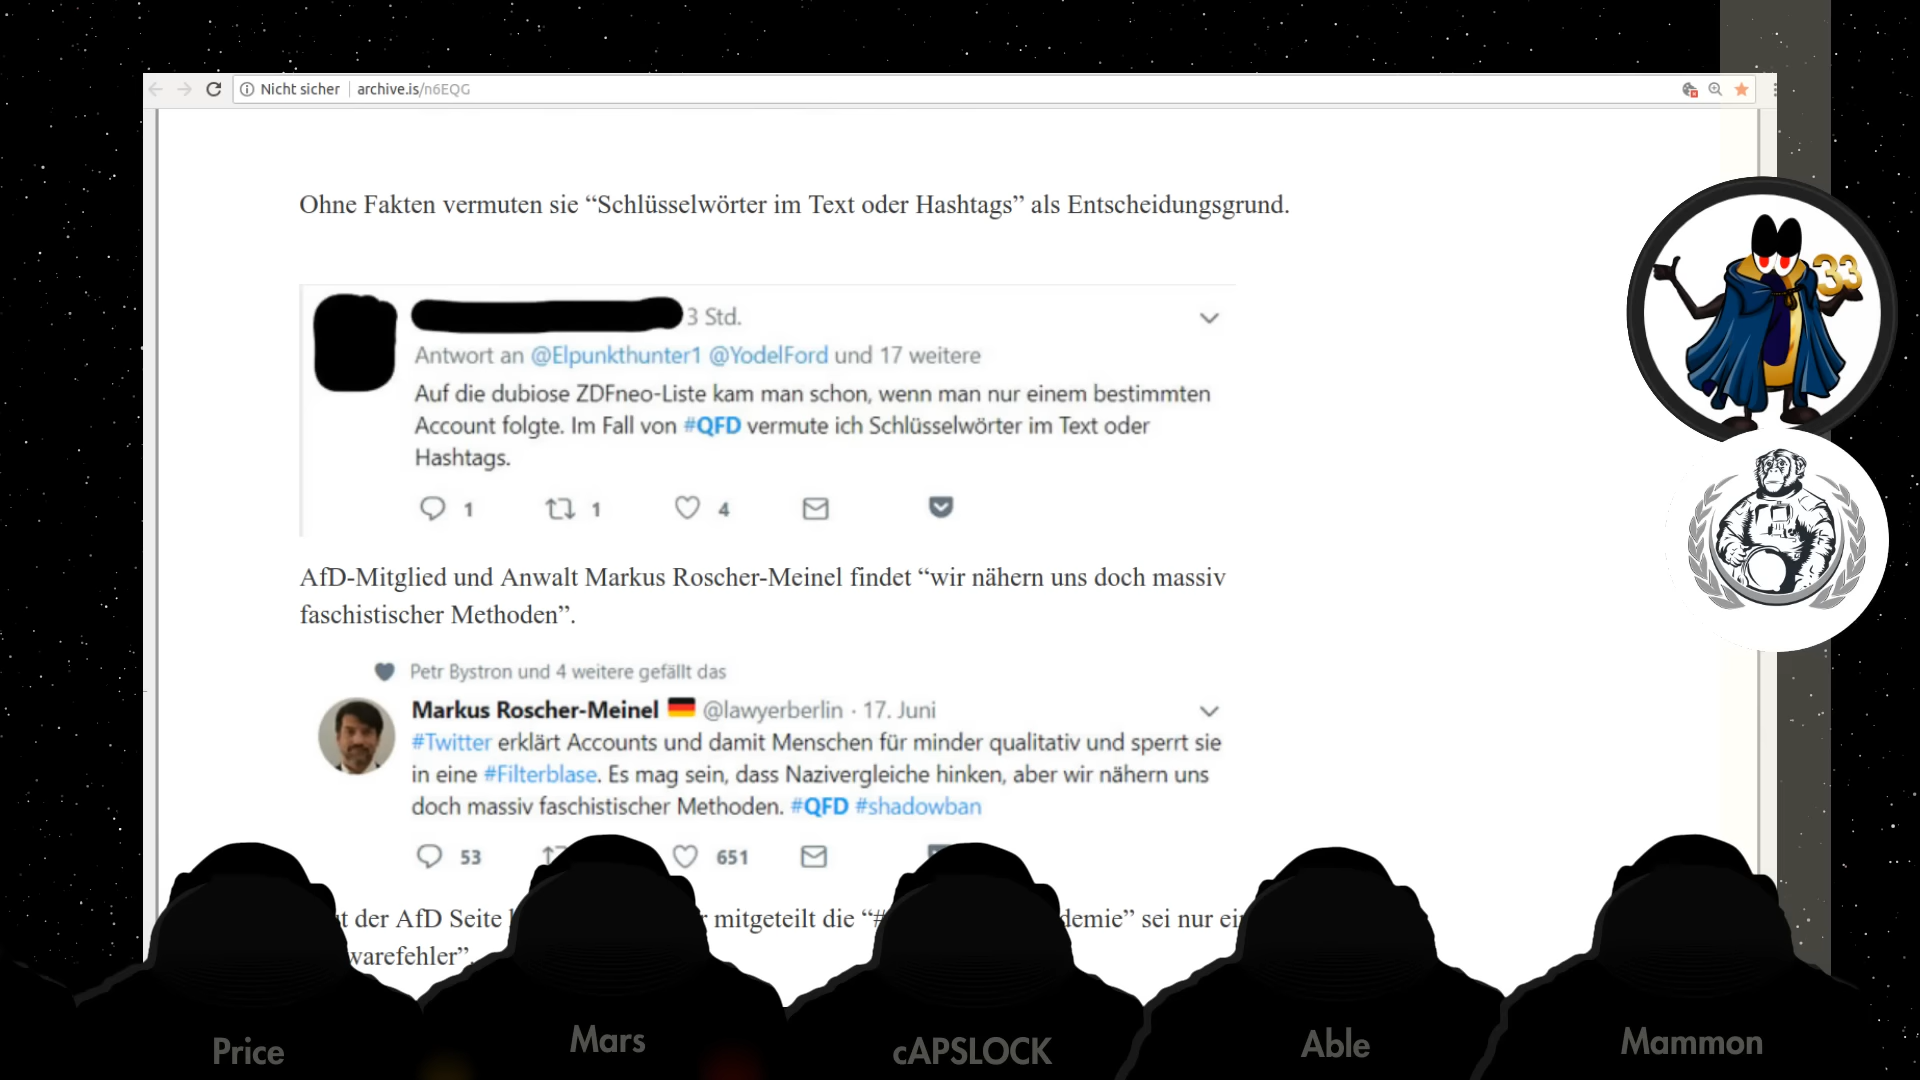 Nicht sicher archive.is/n6EQG
Ohne Fakten vermuten sie “Schlüsselwörter im Text oder Hashtags” als Entscheidungsgrund.
3 Std.
Antwort an @Elpunkthunter1 @YodelFord und 17 weitere
Auf die dubiose ZDFneo-Liste kam man schon, wenn man nur einem bestimmten
Account folgte. Im Fall von #QFD vermute ich Schlüsselwörter im Text oder
Hashtags.
1 1 4
33
AfD-Mitglied und Anwalt Markus Roscher-Meinel findet “wir nähern uns doch massiv
faschistischer Methoden”.
Petr Bystron und 4 weitere gefällt das
Markus Roscher-Meinel @lawyerberlin · 17. Juni
#Twitter erklärt Accounts und damit Menschen für minder qualitativ und sperrt sie
in eine #Filterblase. Es mag sein, dass Nazivergleiche hinken, aber wir nähern uns
doch massiv faschistischer Methoden. #QFD #shadowban
53 651
der AfD Seite mitgeteilt die “# sei nur
Price Mars cAPSLOCK Able Mammon